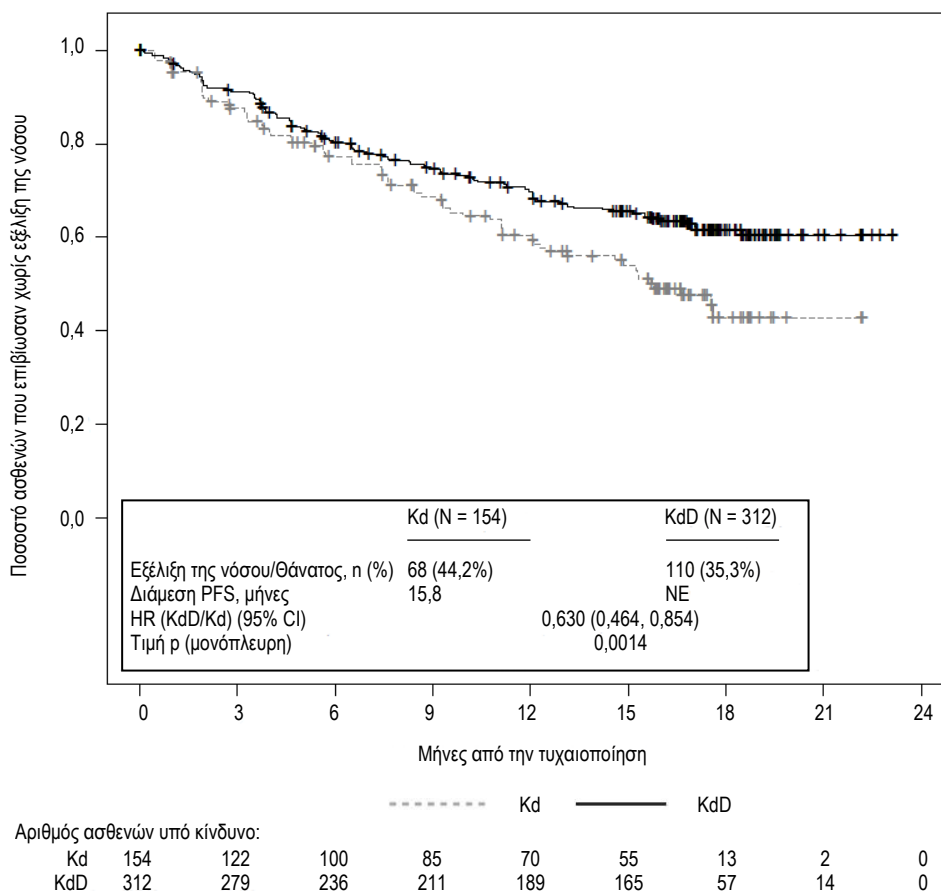 Ποσοστό ασθενών που επιβίωσαν χωρίς εξέλιξη της νόσου
1,0
0,8
0,6
0,4
0,2
0,0
Kd (N = 154) KdD (N = 312)
Εξέλιξη της νόσου/Θάνατος, n (%) 68 (44,2%) 110 (35,3%)
Διάμεση PFS, μήνες 15,8 NE
HR (KdD/Kd) (95% CI) 0,630 (0,464, 0,854)
Τιμή p (μονόπλευρη) 0,0014
0 3 6 9 12 15 18 21 24
Μήνες από την τυχαιοποίηση
Kd KdD
Αριθμός ασθενών υπό κίνδυνο:
Kd 154 122 100 85 70 55 13 2 0
KdD 312 279 236 211 189 165 57 14 0